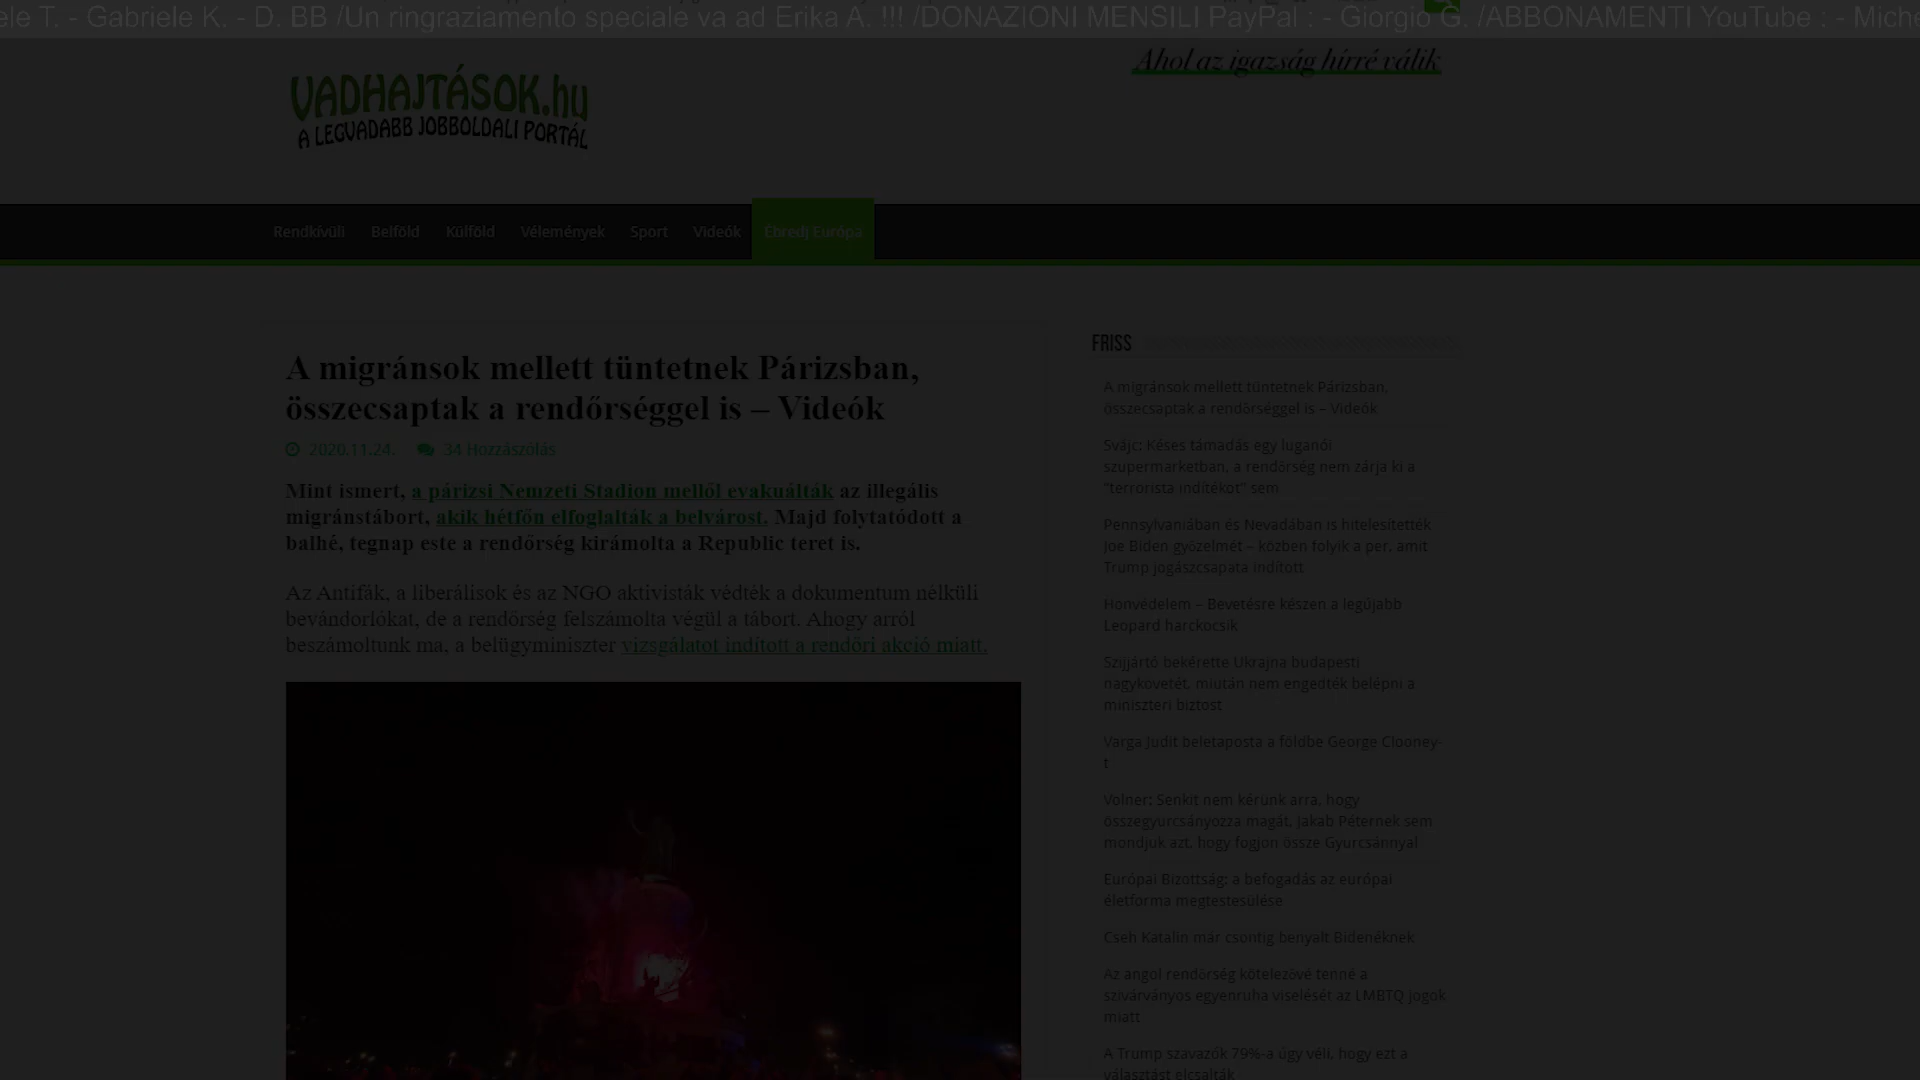 ele T. - Gabriele K. - D. BB /Un ringraziamento speciale va ad Erika A. !!! /DONAZIONI MENSILI PayPal : - Giorgio G. /ABBONAMENTI YouTube : - Miche
Ahol az igazság hírré válik
VADHAJTÁSOK.hu
A LEGVADABB JOBBOLDALI PORTÁL
Rendkívüli Belföld Külföld Vélemények Sport Videók Ébredj Európa
A migránsok mellett tüntetnek Párizsban,
összecsaptak a rendőrséggel is – Videók
2020.11.24. 34 Hozzászólás
Mint ismert, a párizsi Nemzeti Stadion mellől evakuálták az illegális
migránstábort, akik hétfőn elfoglalták a belvárost. Majd folytatódott a
balhé, tegnap este a rendőrség kirámolta a Republic teret is.
Az Antifák, a liberálisok és az NGO aktivisták védték a dokumentum nélküli
bevándorlókat, de a rendőrség felszámolta végül a tábort. Ahogy arról
beszámoltunk ma, a belügyminiszter vizsgálatot indított a rendőri akció miatt.
FRISS
A migránsok mellett tüntetnek Párizsban,
összecsaptak a rendőrséggel is – Videók
Svájc: Késes támadás egy luganói
szupermarketban, a rendőrség nem zárja ki a
"terrorista indítékot" sem
Pennsylvaniában és Nevadában is hitelesítették
Joe Biden győzelmét – közben folyik a per, amit
Trump jogászcsapata indított
Honvédelem – Bevetésre készen a legújabb
Leopard harckocsik
Szijjártó bekérette Ukrajna budapesti
nagykövetét, miután nem engedték belépni a
miniszteri biztost
Varga Judit beletaposta a földbe George Clooney-
t
Volner: Senkit nem kérünk arra, hogy
összegyurcsányozza magát, Jakab Péternek sem
mondjuk azt, hogy fogjon össze Gyurcsánnyal
Európai Bizottság: a befogadás az európai
életforma megtestesülése
Cseh Katalin már csontig benyalt Bidenéknek
Az angol rendőrség kötelezővé tenné a
szivárványos egyenruha viselését az LMBTQ jogok
miatt
A Trump szavazók 79%-a úgy véli, hogy ezt a
választást elcsalták